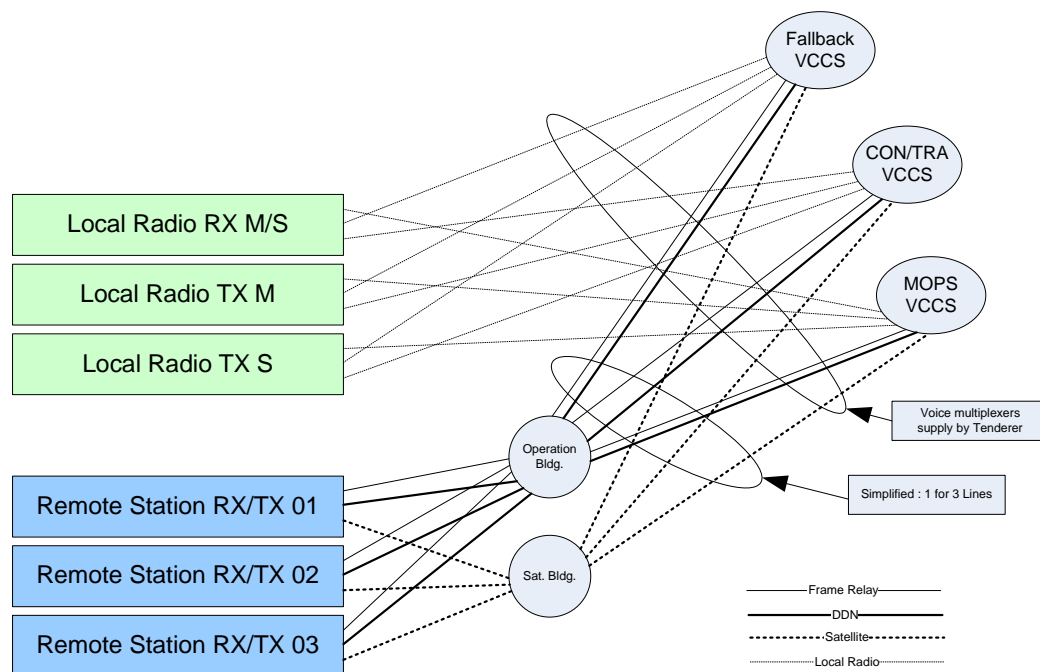 Fallback
VCCS
CON/TRA
VCCS
MOPS
VCCS
Local Radio RX M/S
Local Radio TX M
Local Radio TX S
Voice multiplexers
supply by Tenderer
Operation
Bldg.
Simplified : 1 for 3 Lines
Remote Station RX/TX 01
Remote Station RX/TX 02
Sat. Bldg.
Remote Station RX/TX 03
Frame Relay
DDN
Satellite
Local Radio